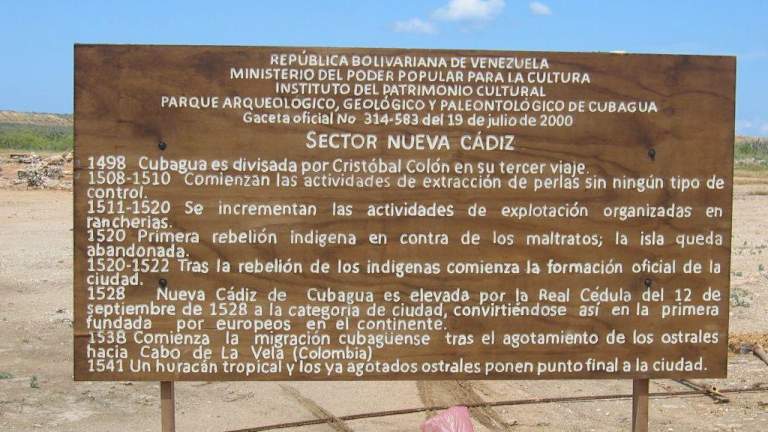 REPÚBLICA BOLIVARIANA DE VENEZUELA
MINISTERIO DEL PODER POPULAR PARA LA CULTURA
INSTITUTO DEL PATRIMONIO CULTURAL
PARQUE ARQUEOLÓGICO, GEOLÓGICO Y PALEONTOLÓGICO DE CUBAGUA
Gaceta oficial No 314-583 del 19 de julio de 2000
SECTOR NUEVA CÁDIZ
1498 Cubagua es divisada por Cristóbal Colón en su tercer viaje.
1508-1510 Comienzan las actividades de extracción de perlas sin ningún tipo de
control.
1511-1520 Se incrementan las actividades de explotación organizadas en
rancherias.
1520 Primera rebelión indigena en contra de los maltratos; la isla queda
abandonada.
1520-1522 Tras la rebelión de los indigenas comienza la formación oficial de la
ciudad.
1528 Nueva Cádiz de Cubagua es elevada por la Real Cédula del 12 de
septiembre de 1528 a la categoria de ciudad, convirtiéndose así en la primera
fundada por europeos en el continente.
1538 Comienza la migración cubagüense tras el agotamiento de los ostrales
hacia Cabo de La Vela (Colombia)
1541 Un huracán tropical y los ya agotados ostrales ponen punto final a la ciudad.